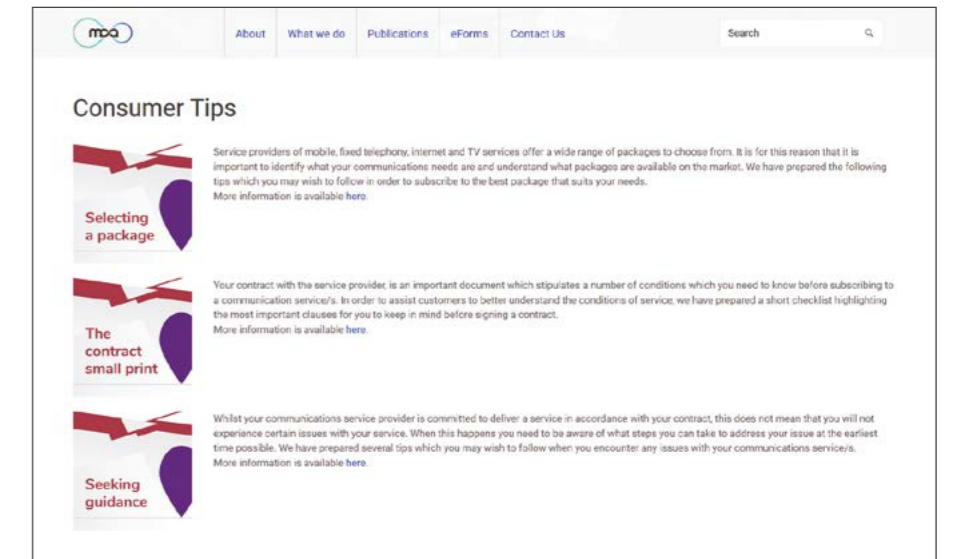 mca
About
What we do
Publications
eForms
Contact Us
Search
Consumer Tips
Selecting
a package
Service providers of mobile, fixed telephony, internet and TV services offer a wide range of packages to choose from. It is for this reason that it is
important to identify what your communications needs are and understand what packages are available on the market. We have prepared the following
tips which you may wish to follow in order to subscribe to the best package that suits your needs.
More information is available here.
The
contract
small print
Your contract with the service provider, is an important document which stipulates a number of conditions which you need to know before subscribing to
a communication service/s. In order to assist customers to better understand the conditions of service, we have prepared a short checklist highlighting
the most important clauses for you to keep in mind before signing a contract.
More information is available here.
Seeking
guidance
Whilst your communications service provider is committed to deliver a service in accordance with your contract, this does not mean that you will not
experience certain issues with your service. When this happens you need to be aware of what steps you can take to address your issue at the earliest
time possible. We have prepared several tips which you may wish to follow when you encounter any issues with your communications service/s.
More information is available here.